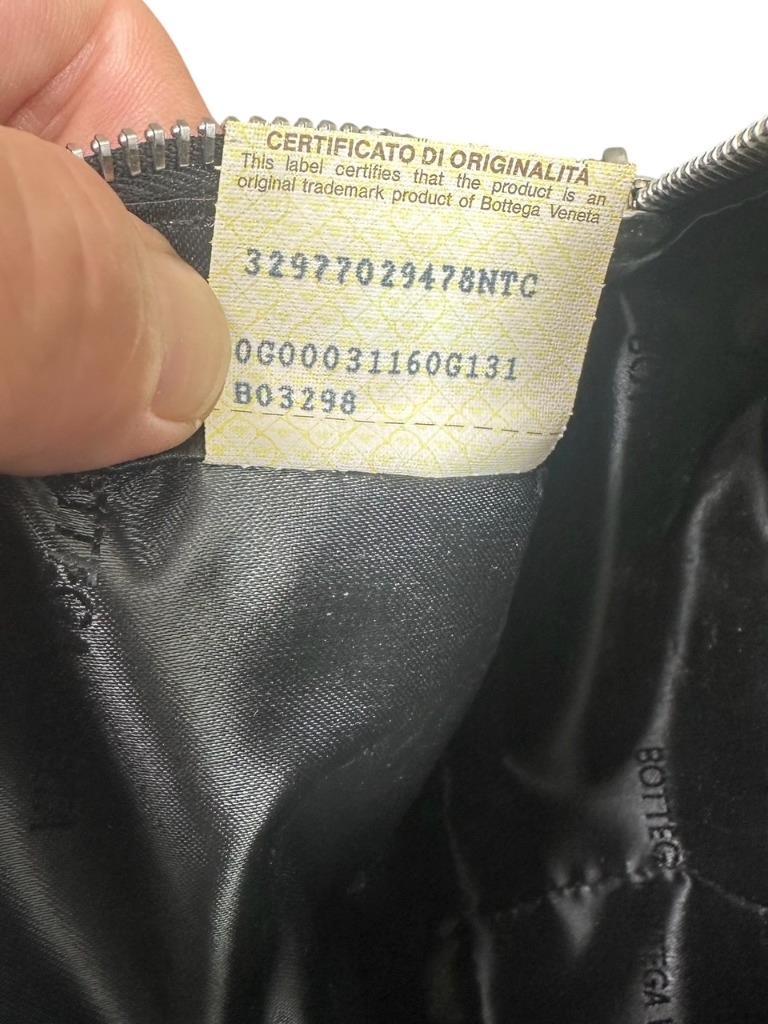 CERTIFICATO DI ORIGINALITÀ
This label certifies that the product is an
original trademark product of Bottega Veneta
32977029478NTC
0G00031160G131
B03298
BOTTEGA